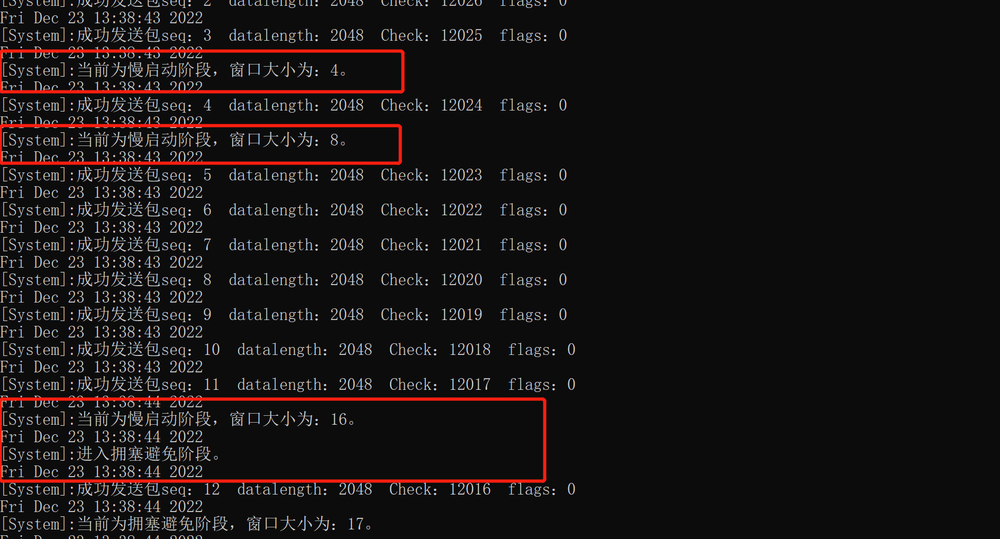 [System]:成功发送包seq：2  datalength：2048  Check：12026  flags：0
Fri Dec 23 13:38:43 2022
[System]:成功发送包seq：3  datalength：2048  Check：12025  flags：0
Fri Dec 23 13:38:43 2022
[System]:当前为慢启动阶段，窗口大小为：4。
Fri Dec 23 13:38:43 2022
[System]:成功发送包seq：4  datalength：2048  Check：12024  flags：0
Fri Dec 23 13:38:43 2022
[System]:当前为慢启动阶段，窗口大小为：8。
Fri Dec 23 13:38:43 2022
[System]:成功发送包seq：5  datalength：2048  Check：12023  flags：0
Fri Dec 23 13:38:43 2022
[System]:成功发送包seq：6  datalength：2048  Check：12022  flags：0
Fri Dec 23 13:38:43 2022
[System]:成功发送包seq：7  datalength：2048  Check：12021  flags：0
Fri Dec 23 13:38:43 2022
[System]:成功发送包seq：8  datalength：2048  Check：12020  flags：0
Fri Dec 23 13:38:43 2022
[System]:成功发送包seq：9  datalength：2048  Check：12019  flags：0
Fri Dec 23 13:38:43 2022
[System]:成功发送包seq：10  datalength：2048  Check：12018  flags：0
Fri Dec 23 13:38:43 2022
[System]:成功发送包seq：11  datalength：2048  Check：12017  flags：0
Fri Dec 23 13:38:44 2022
[System]:当前为慢启动阶段，窗口大小为：16。
Fri Dec 23 13:38:44 2022
[System]:进入拥塞避免阶段。
Fri Dec 23 13:38:44 2022
[System]:成功发送包seq：12  datalength：2048  Check：12016  flags：0
Fri Dec 23 13:38:44 2022
[System]:当前为拥塞避免阶段，窗口大小为：17。
Fri Dec 23 13:38:44 2022